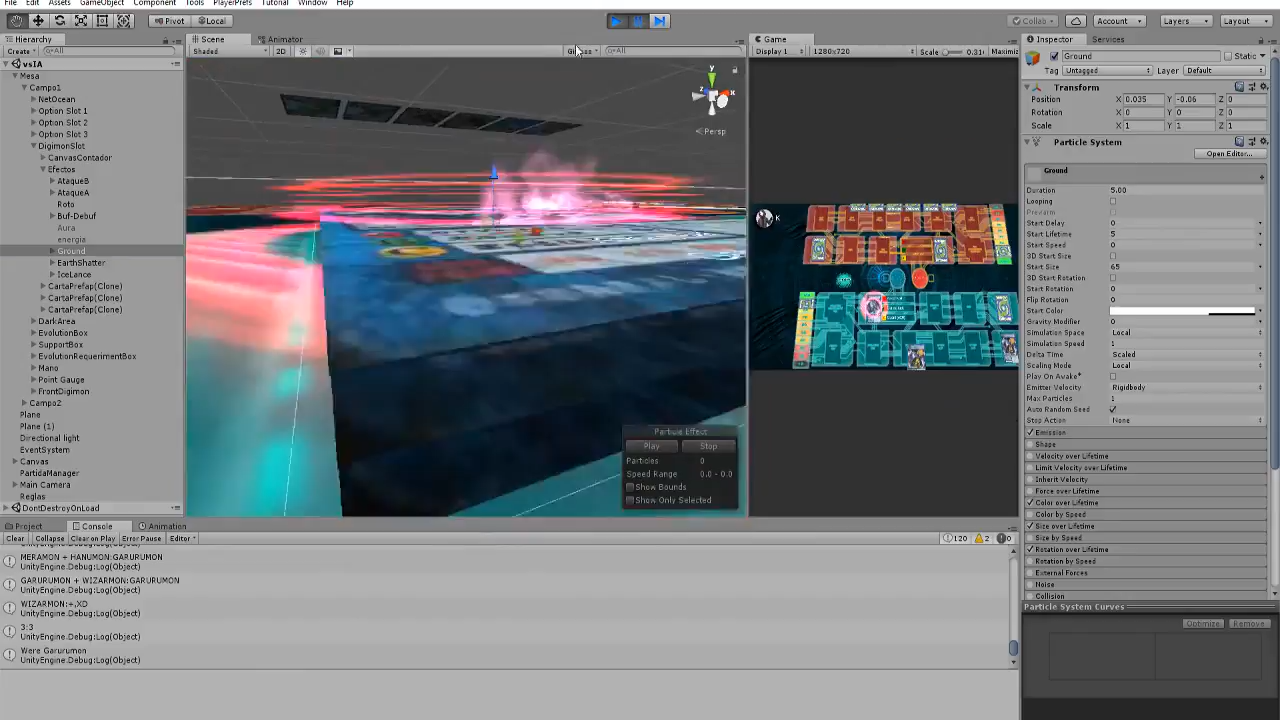 File Edit Assets GameObject Component Tools PlayerPrefs Tutorial Window Help
Pivot Local Collab Account Layers Layout
Hierarchy Scene Animator Game Inspector Services
Create All Shaded 2D All Display 1 1280x720 Scale 0.31 Maximiz
vsIA
Mesa
Campo1
NetOcean
Option Slot 1
Option Slot 2
Option Slot 3
DigimonSlot
CanvasContador
Efectos
AtaqueB
AtaqueA
Roto
Buf-Debuf
Aura
energia
Ground
EarthShatter
IceLance
CartaPrefap(Clone)
CartaPrefap(Clone)
CartaPrefap(Clone)
DarkArea
EvolutionBox
SupportBox
EvolutionRequerimentBox
Mano
Point Gauge
FrontDigimon
Campo2
Plane
Plane (1)
Directional light
EventSystem
Canvas
PartidaManager
Main Camera
Reglas
DontDestroyOnLoad
y
x
z
Persp
Particle Effect
Play Stop
Particles 0
Speed Range 0.0 - 0.0
Show Bounds
Show Only Selected
K
Ground Static
Tag Untagged Layer Default
Transform
Position X 0.035 Y -0.06 Z 0
Rotation X 0 Y 0 Z 0
Scale X 1 Y 1 Z 1
Particle System
Open Editor...
Ground
Duration 5.00
Looping
Prewarm
Start Delay 0
Start Lifetime 5
Start Speed 0
3D Start Size
Start Size 65
3D Start Rotation
Start Rotation 0
Flip Rotation 0
Start Color
Gravity Modifier 0
Simulation Space Local
Simulation Speed 1
Delta Time Scaled
Scaling Mode Local
Play On Awake*
Emitter Velocity Rigidbody
Max Particles 1
Auto Random Seed
Stop Action None
Emission
Shape
Velocity over Lifetime
Limit Velocity over Lifetime
Inherit Velocity
Force over Lifetime
Color over Lifetime
Color by Speed
Size over Lifetime
Size by Speed
Rotation over Lifetime
Rotation by Speed
External Forces
Noise
Collision
Particle System Curves
Optimize Remove
Project Console Animation
Clear Collapse Clear on Play Error Pause Editor 120 2 0
MERAMON + HANUMON:GARURUMON
UnityEngine.Debug:Log(Object)
GARURUMON + WIZARMON:GARURUMON
UnityEngine.Debug:Log(Object)
WIZARMON:+,XD
UnityEngine.Debug:Log(Object)
3:3
UnityEngine.Debug:Log(Object)
Were Garurumon
UnityEngine.Debug:Log(Object)